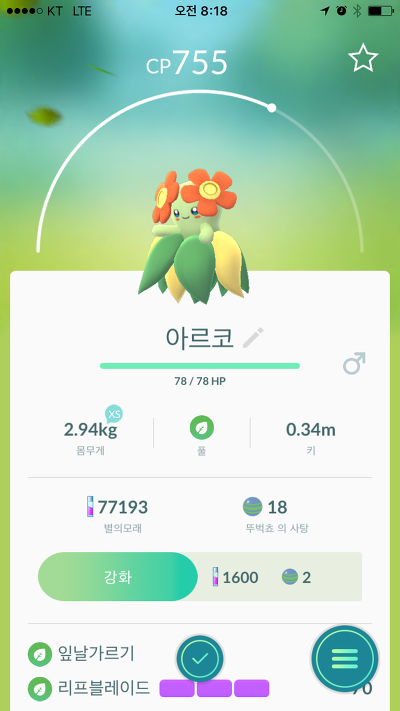 KT LTE 오전 8:18
CP755
아르코
78 / 78 HP
XS
2.94kg 0.34m
몸무게 풀 키
77193 18
별의모래 뚜벅쵸 의 사탕
강화 1600 2
잎날가르기
리프블레이드 70